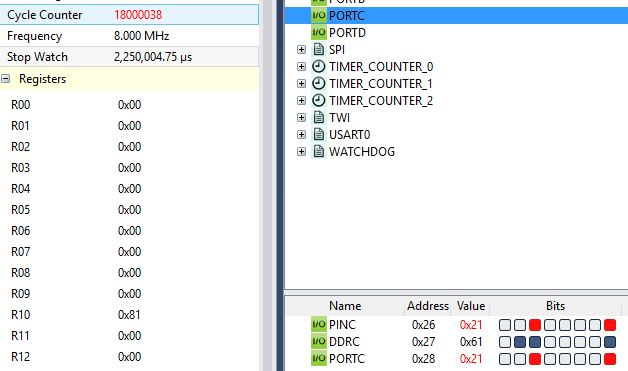 Cycle Counter 18000038
Frequency 8.000 MHz
Stop Watch 2,250,004.75 µs
Registers
R00 0x00
R01 0x00
R02 0x00
R03 0x00
R04 0x00
R05 0x00
R06 0x00
R07 0x00
R08 0x00
R09 0x00
R10 0x81
R11 0x00
R12 0x00
I/O PORTC
I/O PORTD
SPI
TIMER_COUNTER_0
TIMER_COUNTER_1
TIMER_COUNTER_2
TWI
USART0
WATCHDOG
Name Address Value Bits
I/O PINC 0x26 0x21
I/O DDRC 0x27 0x61
I/O PORTC 0x28 0x21